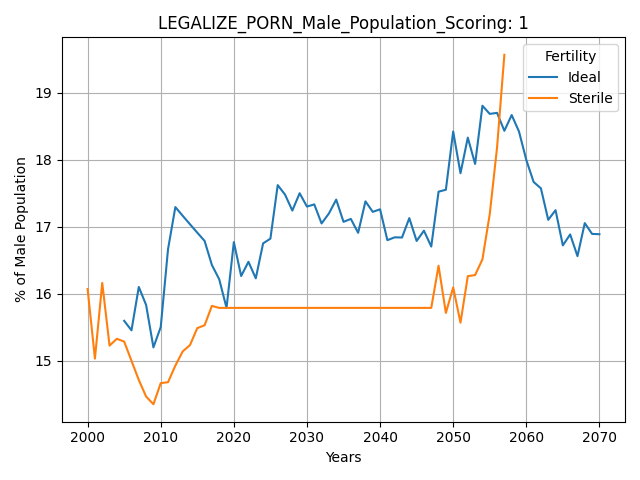 LEGALIZE_PORN_Male_Population_Scoring: 1
Fertility
Ideal
Sterile
% of Male Population
19
18
17
16
15
2000 2010 2020 2030 2040 2050 2060 2070
Years